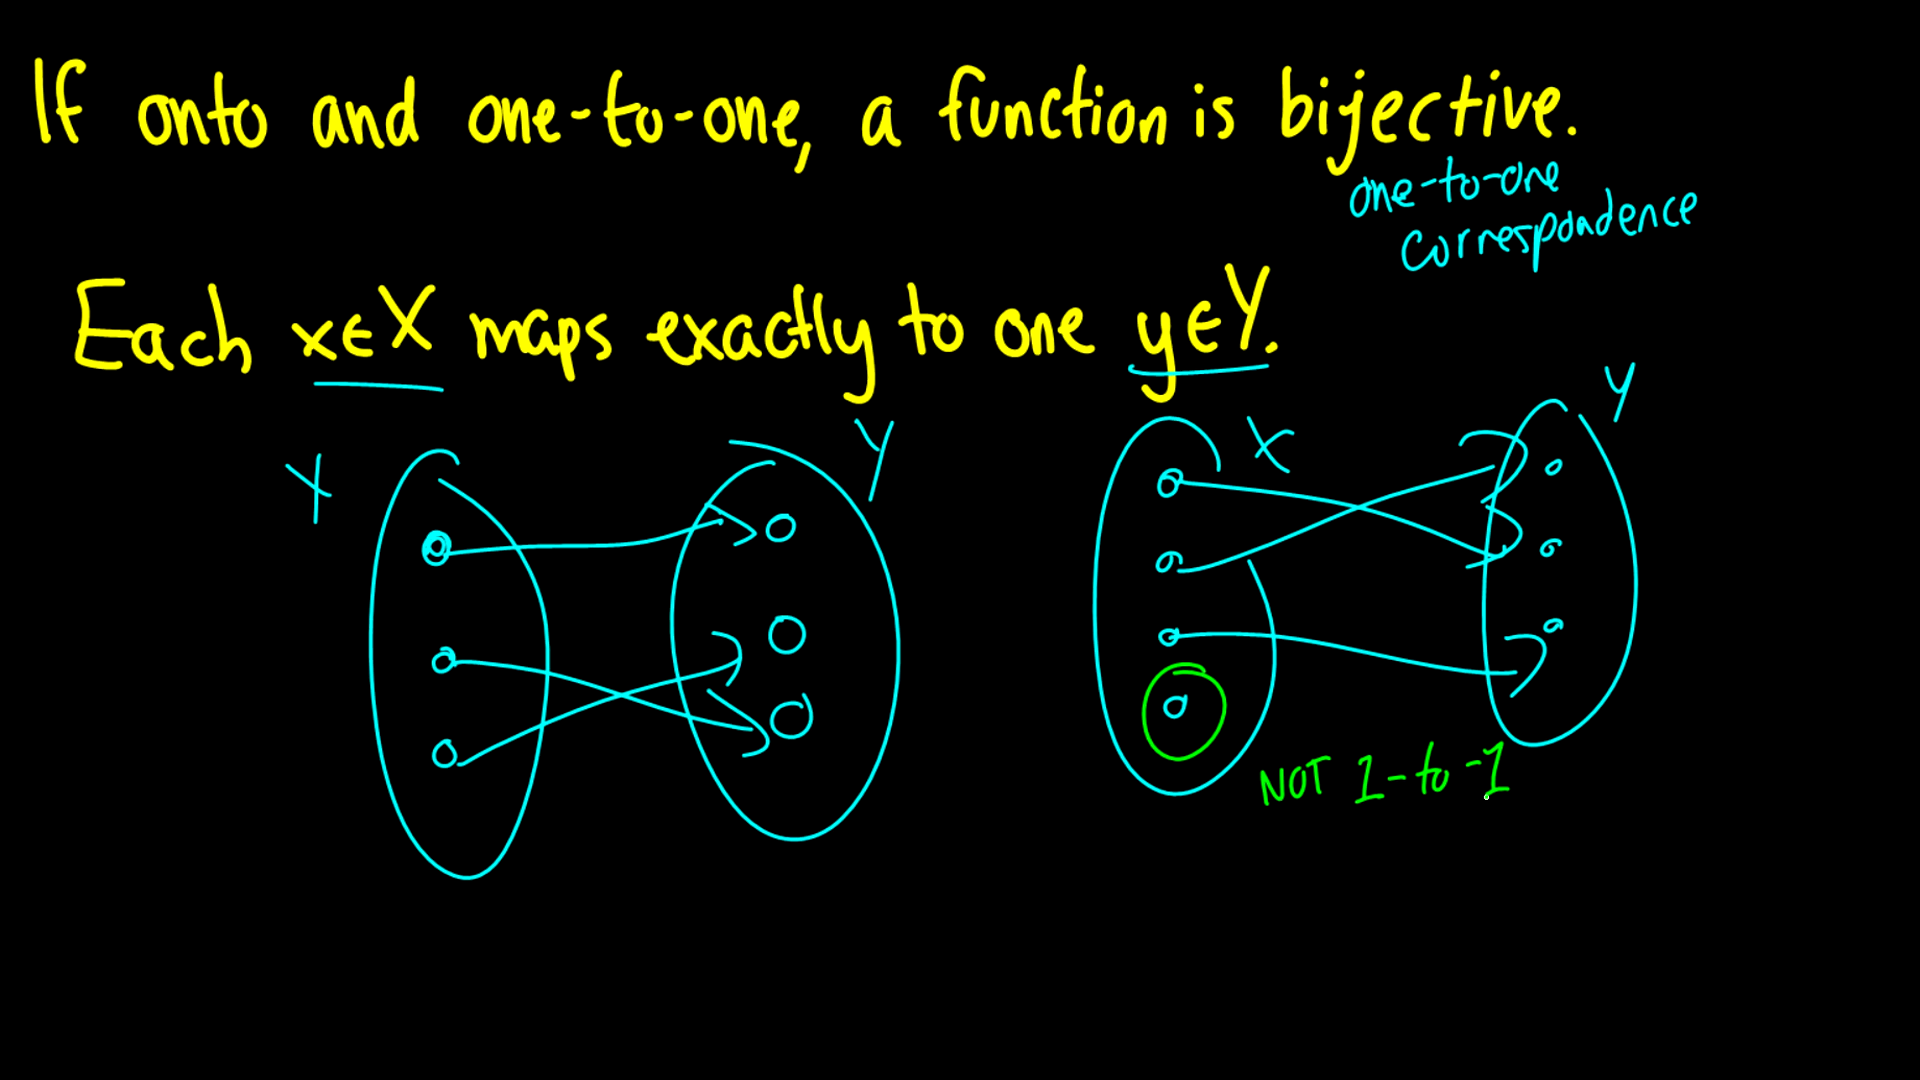 If onto and one-to-one, a function is bijective.
one-to-one
correspondence
Each x∈X maps exactly to one y∈Y.
X
Y
X
Y
NOT 1-to-1